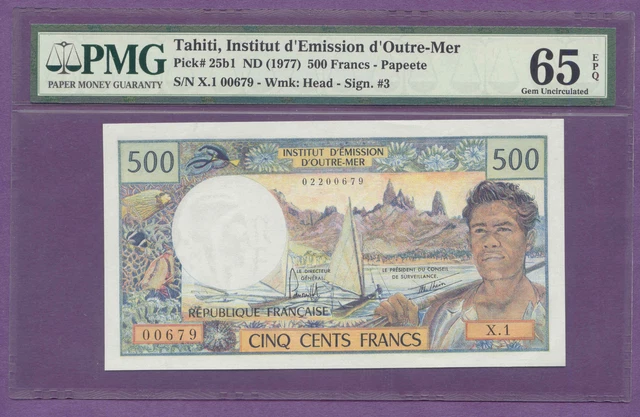 PMG
PAPER MONEY GUARANTY
Tahiti, Institut d'Emission d'Outre-Mer
Pick# 25b1 ND (1977) 500 Francs - Papeete
S/N X.1 00679 - Wmk: Head - Sign. #3
65 EPQ
Gem Uncirculated
500
INSTITUT D'ÉMISSION
D'OUTRE-MER
500
02200679
LE DIRECTEUR
GÉNÉRAL,
LE PRÉSIDENT DU CONSEIL
DE SURVEILLANCE,
RÉPUBLIQUE FRANÇAISE
00679
CINQ CENTS FRANCS
X.1